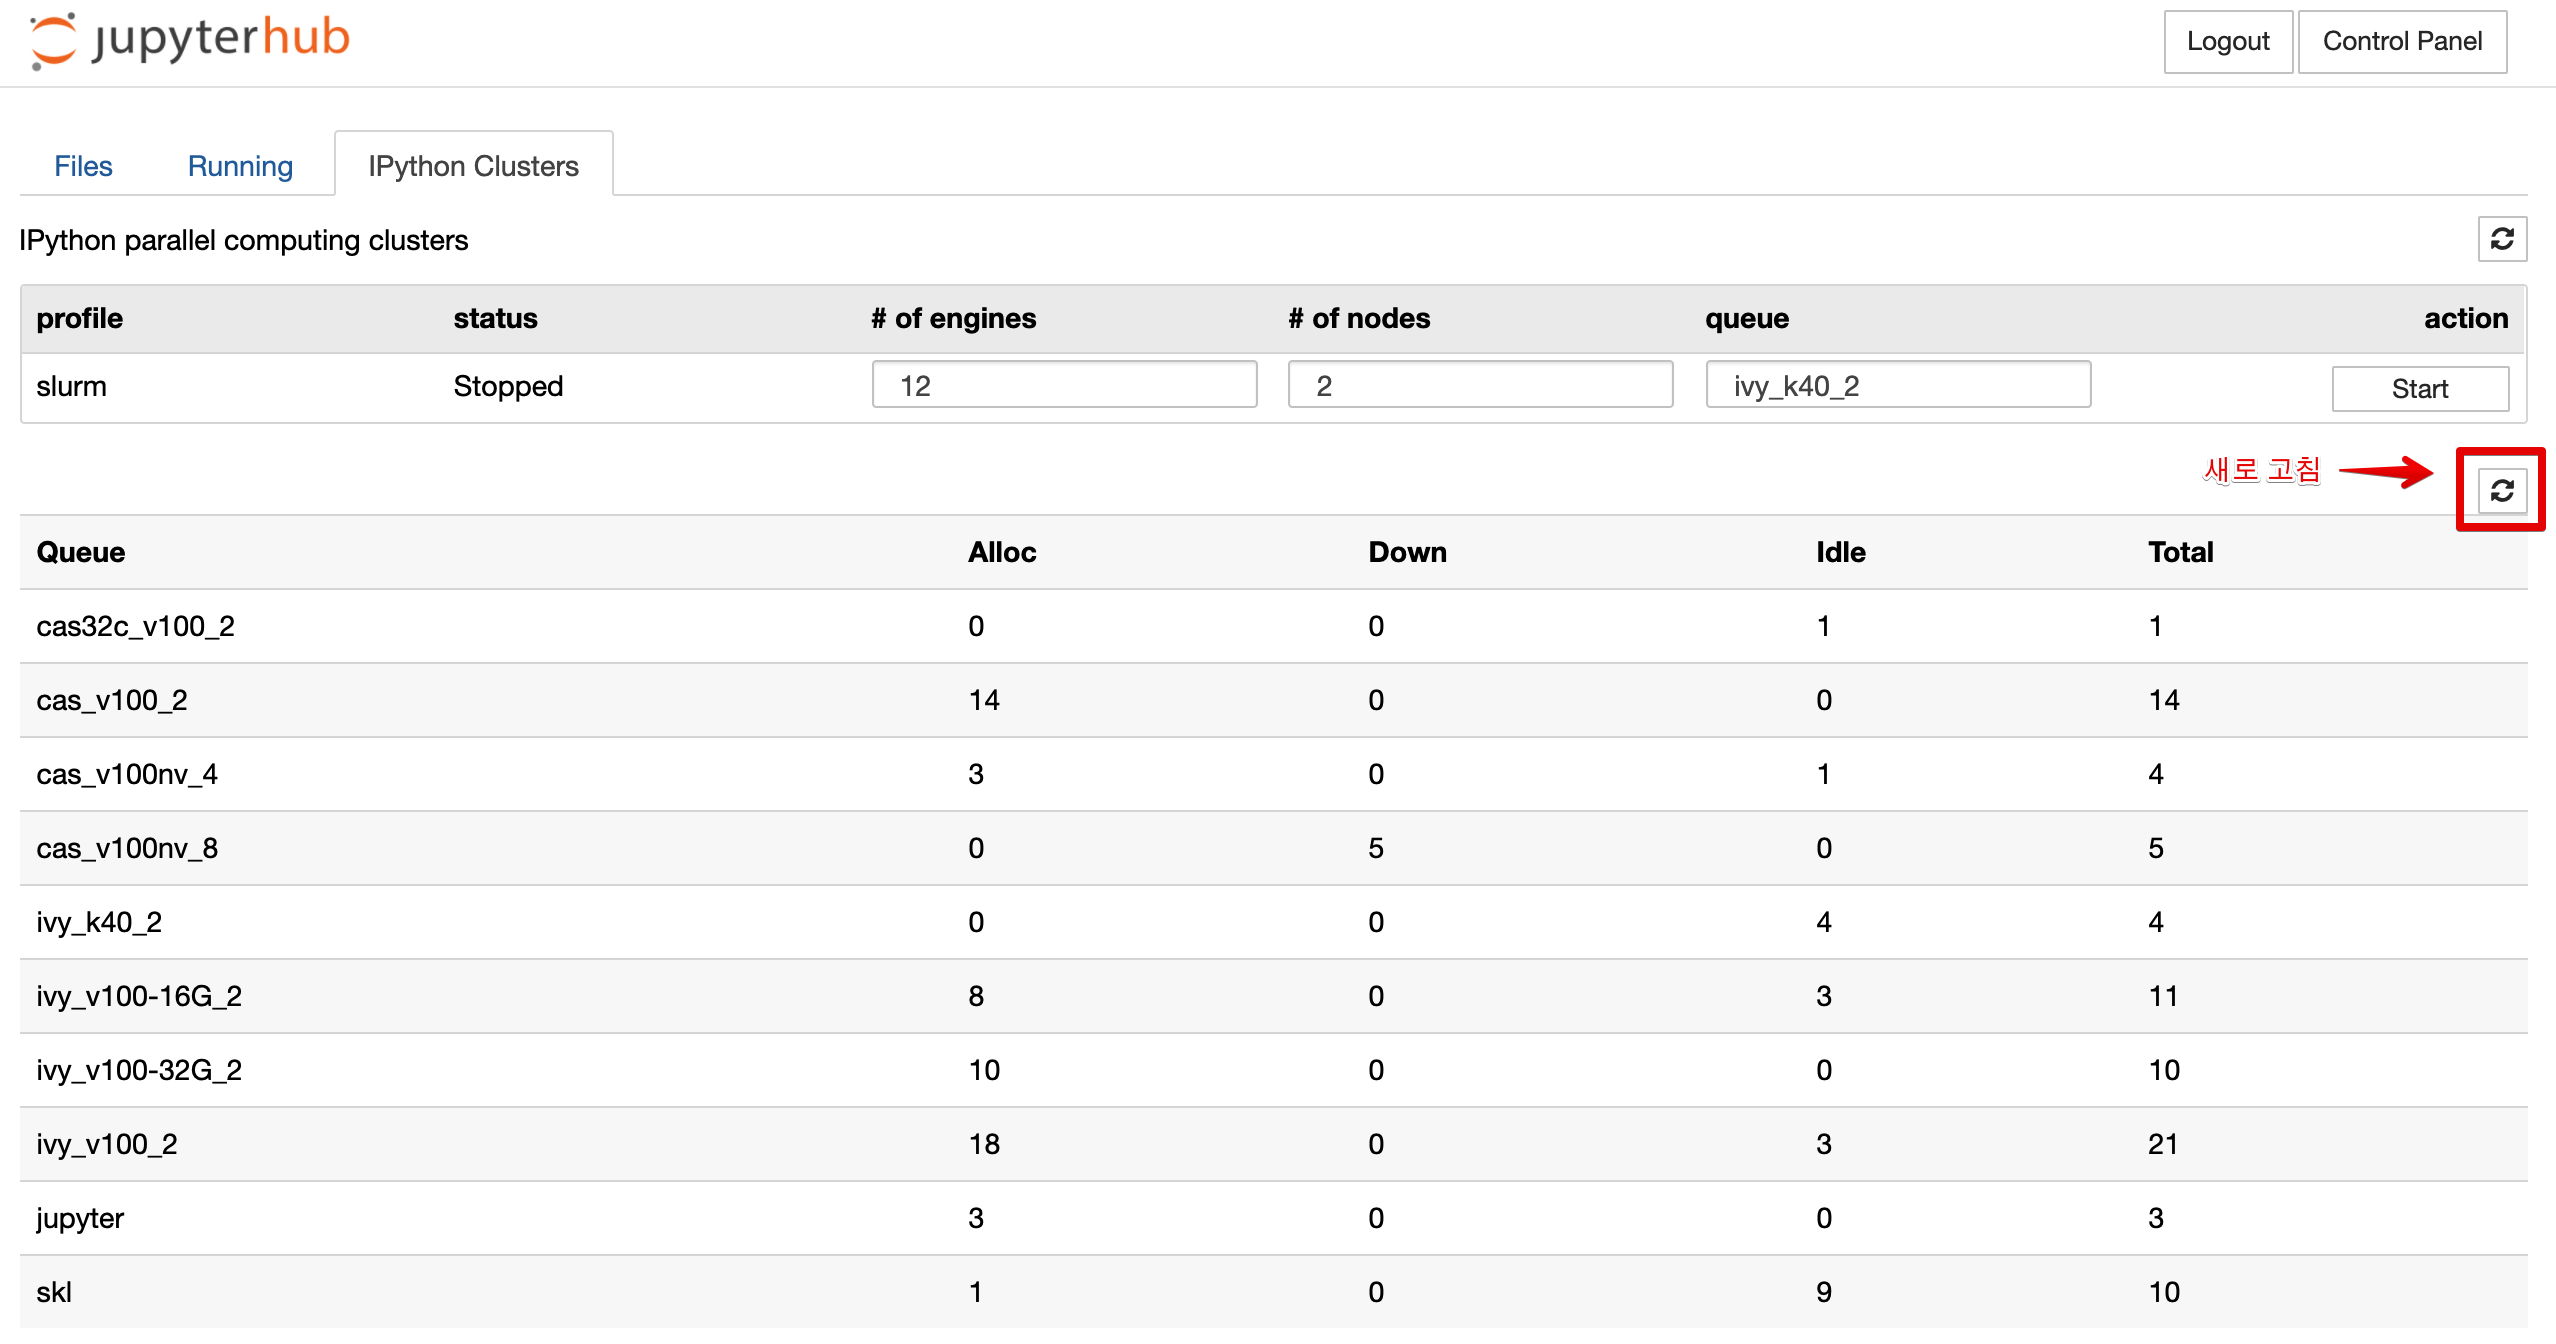 jupyterhub Logout Control Panel
Files Running IPython Clusters
IPython parallel computing clusters
profile status # of engines # of nodes queue action
slurm Stopped 12 2 ivy_k40_2 Start
새로 고침
Queue Alloc Down Idle Total
cas32c_v100_2 0 0 1 1
cas_v100_2 14 0 0 14
cas_v100nv_4 3 0 1 4
cas_v100nv_8 0 5 0 5
ivy_k40_2 0 0 4 4
ivy_v100-16G_2 8 0 3 11
ivy_v100-32G_2 10 0 0 10
ivy_v100_2 18 0 3 21
jupyter 3 0 0 3
skl 1 0 9 10